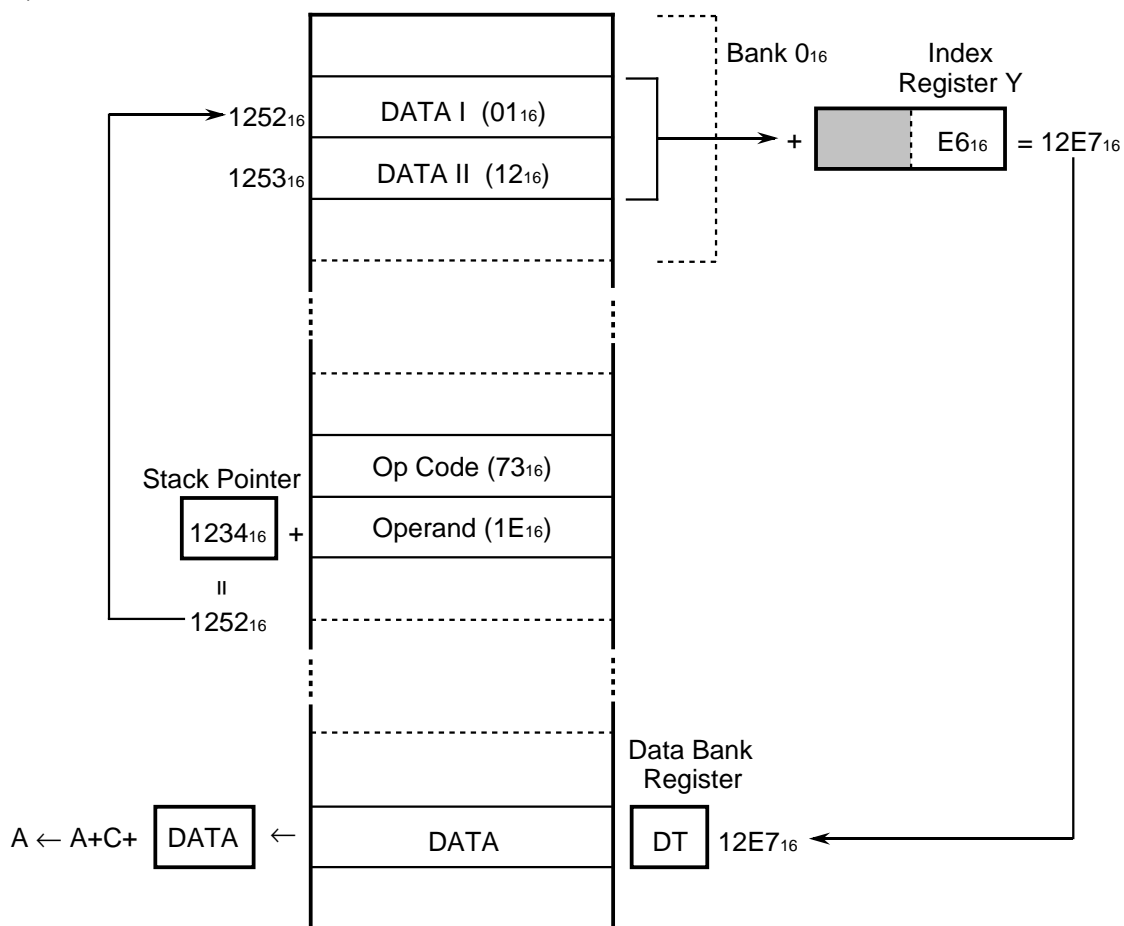 Bank 0₁₆
Index
Register Y
1252₁₆
DATA I (01₁₆)
+
E6₁₆
= 12E7₁₆
1253₁₆
DATA II (12₁₆)
Op Code (73₁₆)
Stack Pointer
1234₁₆
+
Operand (1E₁₆)
=
1252₁₆
Data Bank
Register
A ← A+C+
DATA
←
DATA
DT
12E7₁₆